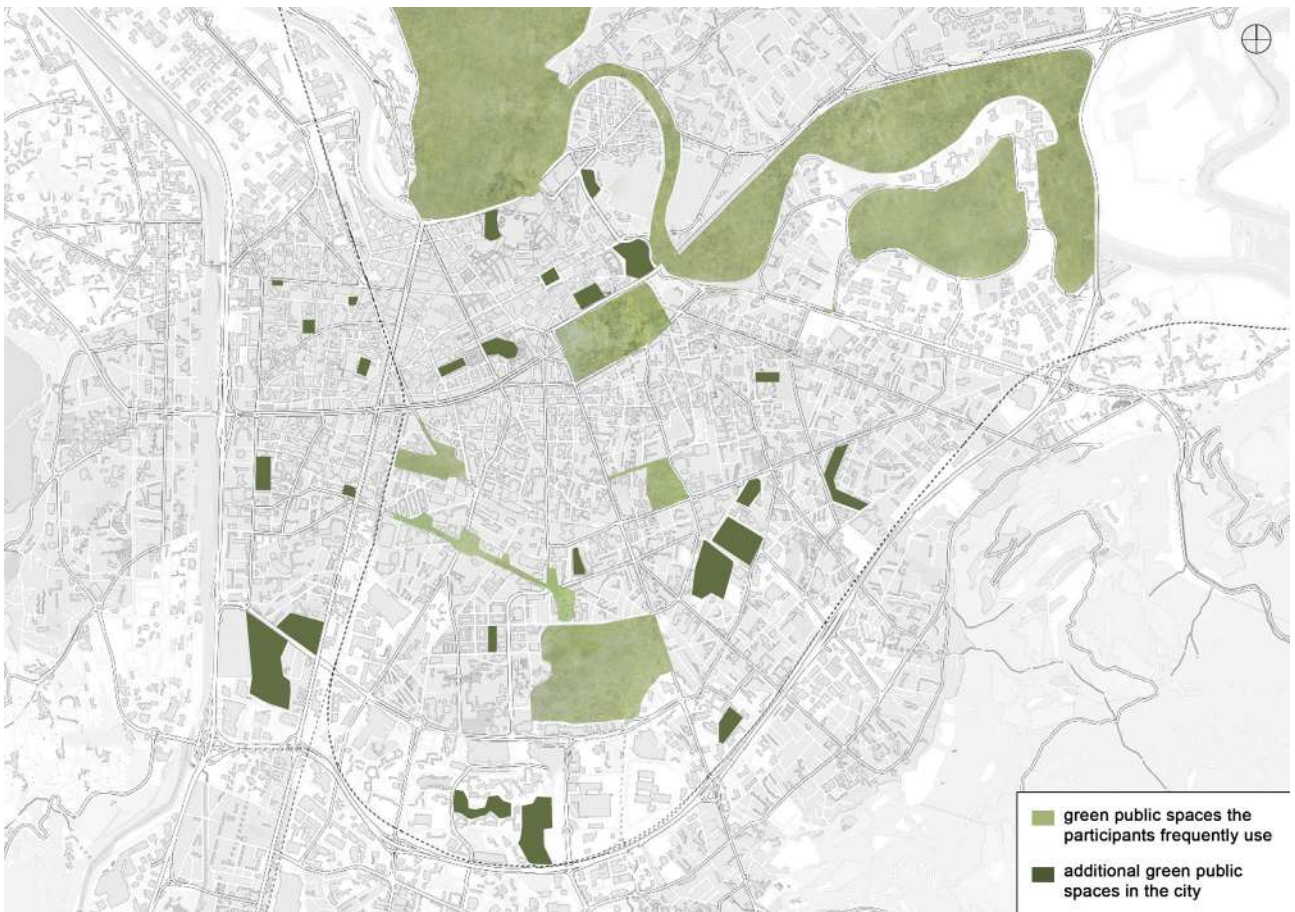 green public spaces the
participants frequently use
additional green public
spaces in the city